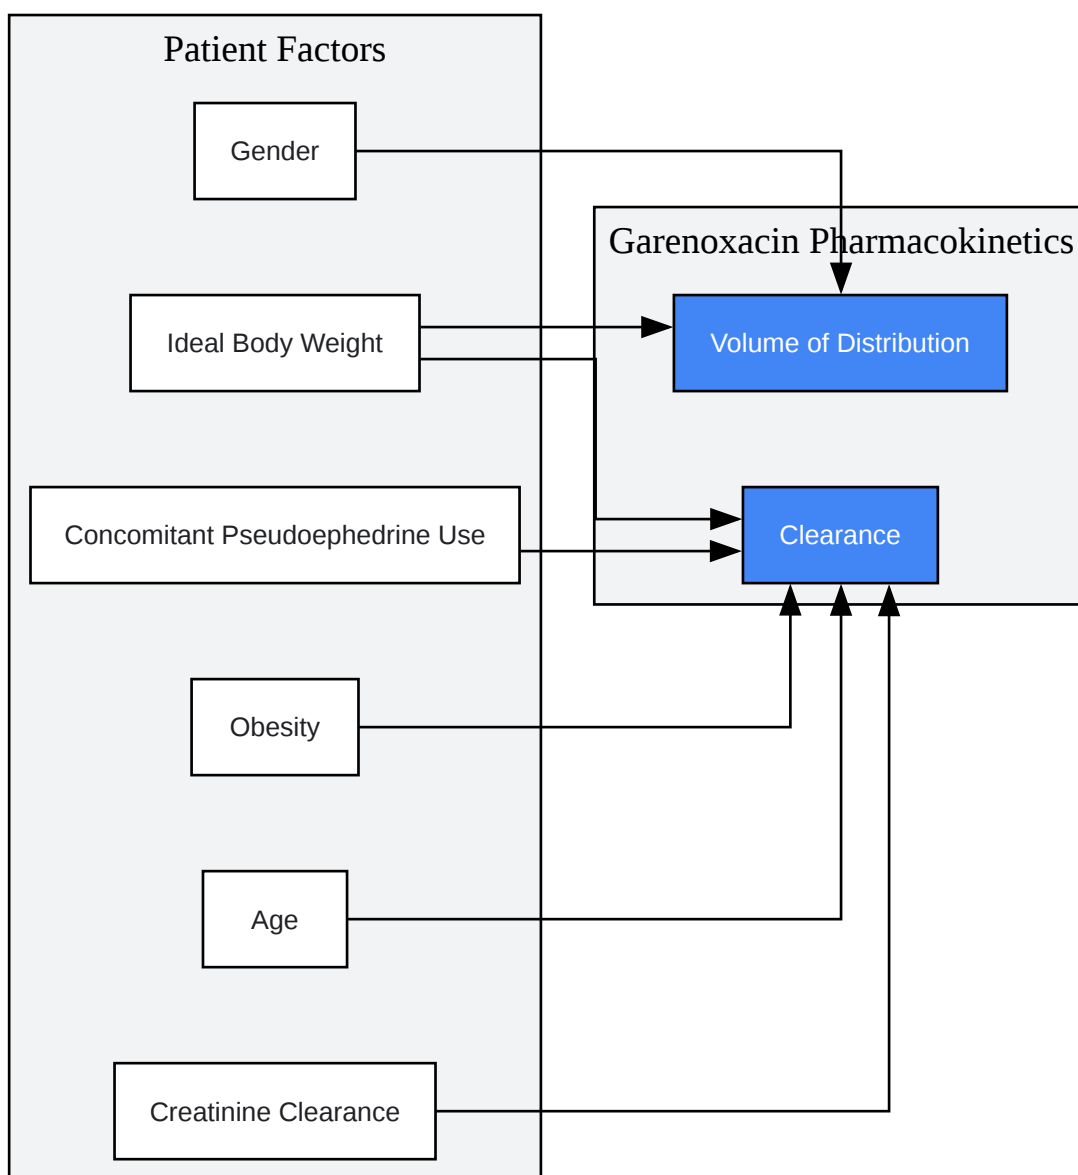 Patient Factors
Gender
Garenoxacin Pharmacokinetics
Ideal Body Weight
Volume of Distribution
Concomitant Pseudoephedrine Use
Clearance
Obesity
Age
Creatinine Clearance